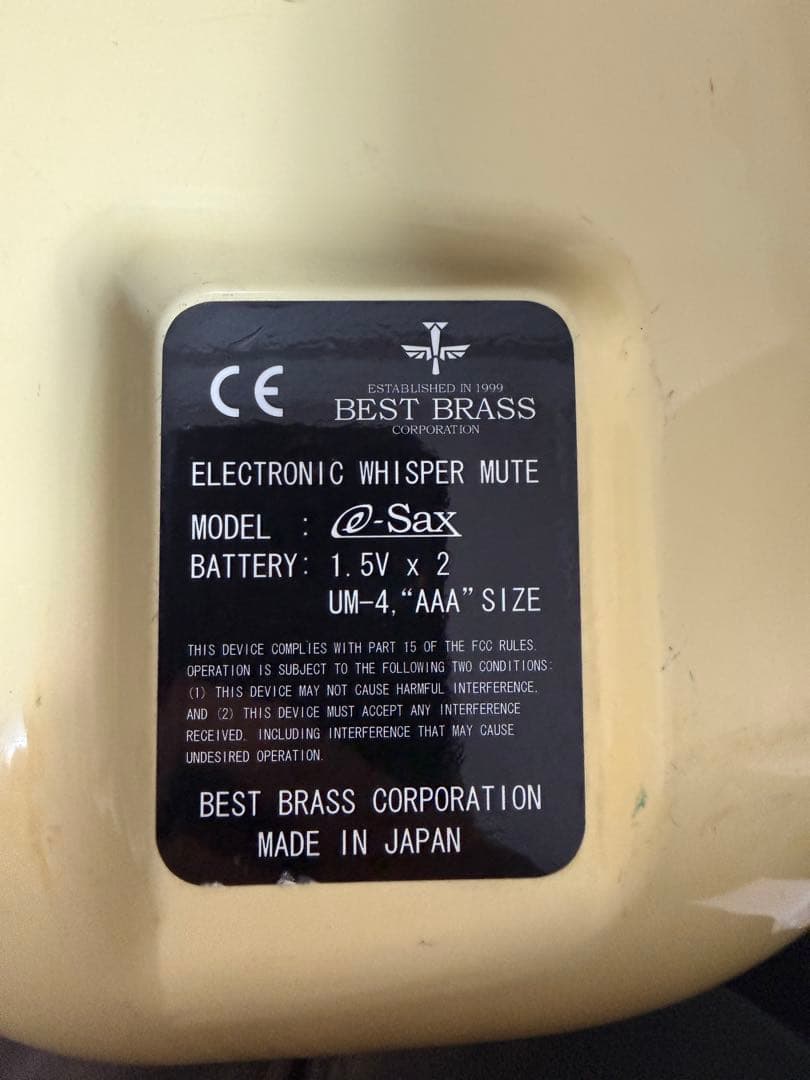 CE
ESTABLISHED IN 1999
BEST BRASS
CORPORATION
ELECTRONIC WHISPER MUTE
MODEL : e-Sax
BATTERY: 1.5V x 2
UM-4,“AAA” SIZE
THIS DEVICE COMPLIES WITH PART 15 OF THE FCC RULES.
OPERATION IS SUBJECT TO THE FOLLOWING TWO CONDITIONS:
(1) THIS DEVICE MAY NOT CAUSE HARMFUL INTERFERENCE,
AND (2) THIS DEVICE MUST ACCEPT ANY INTERFERENCE
RECEIVED, INCLUDING INTERFERENCE THAT MAY CAUSE
UNDESIRED OPERATION.
BEST BRASS CORPORATION
MADE IN JAPAN